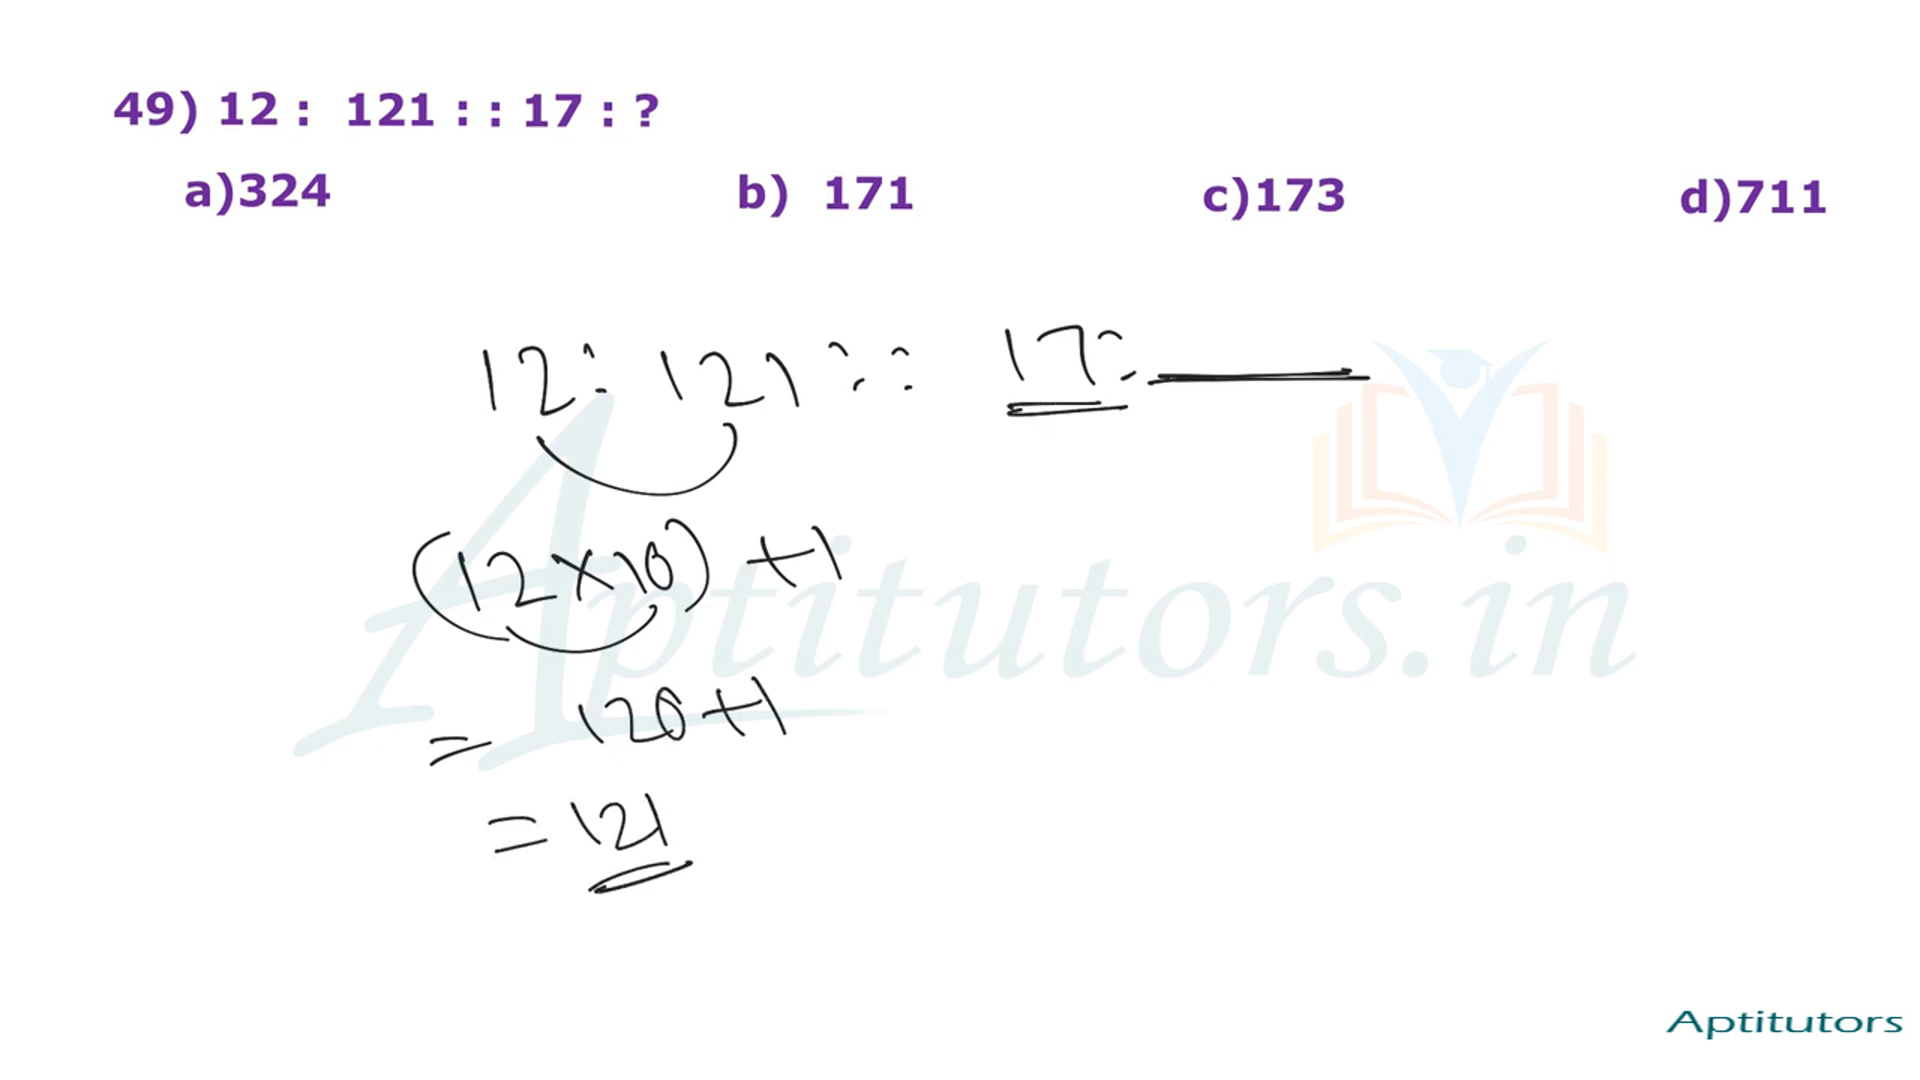 49) 12 : 121 : : 17 : ?
a)324 b) 171 c)173 d)711
12 : 121 : : 17 :
(12 × 10) + 1
= 120 + 1
= 121
Aptitutors.in
Aptitutors